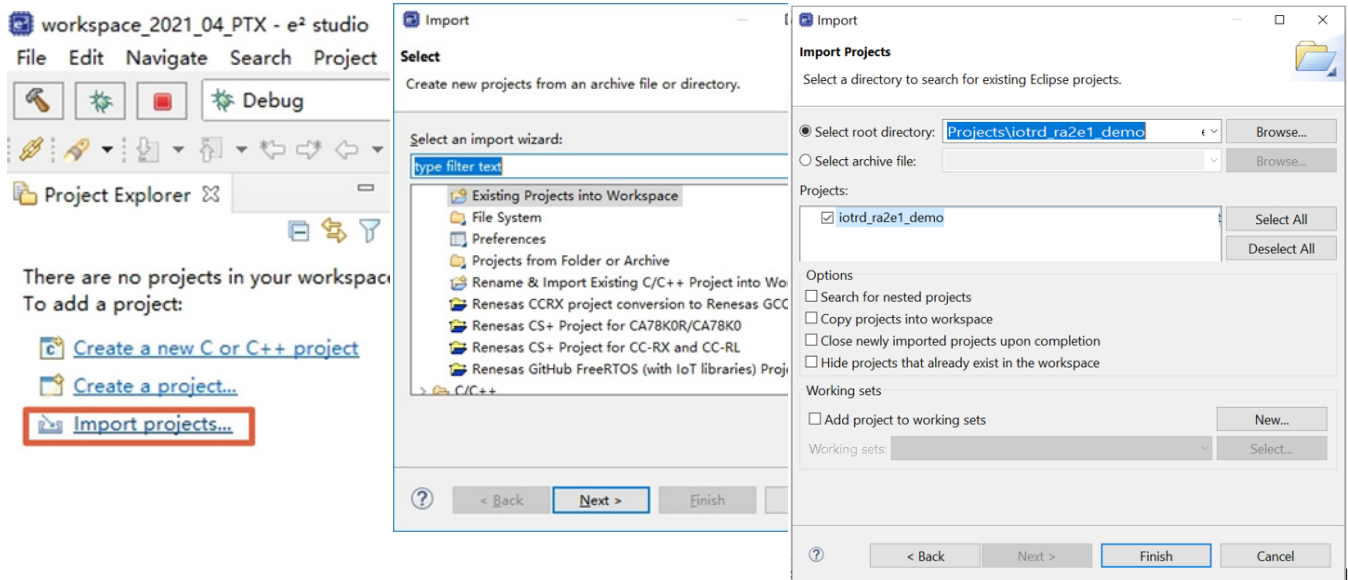 workspace_2021_04_PTX - e² studio
File Edit Navigate Search Project
Debug
Project Explorer
There are no projects in your workspace
To add a project:
Create a new C or C++ project
Create a project...
Import projects...
Import
Select
Create new projects from an archive file or directory.
Select an import wizard:
type filter text
Existing Projects into Workspace
File System
Preferences
Projects from Folder or Archive
Rename & Import Existing C/C++ Project into Wo
Renesas CCRX project conversion to Renesas GCC
Renesas CS+ Project for CA78K0R/CA78K0
Renesas CS+ Project for CC-RX and CC-RL
Renesas GitHub FreeRTOS (with IoT libraries) Proj
C/C++
< Back Next > Finish
Import
Import Projects
Select a directory to search for existing Eclipse projects.
Select root directory: Projects\iotrd_ra2e1_demo Browse...
Select archive file: Browse...
Projects:
iotrd_ra2e1_demo
Select All
Deselect All
Options
Search for nested projects
Copy projects into workspace
Close newly imported projects upon completion
Hide projects that already exist in the workspace
Working sets
Add project to working sets New...
Working sets: Select...
< Back Next > Finish Cancel